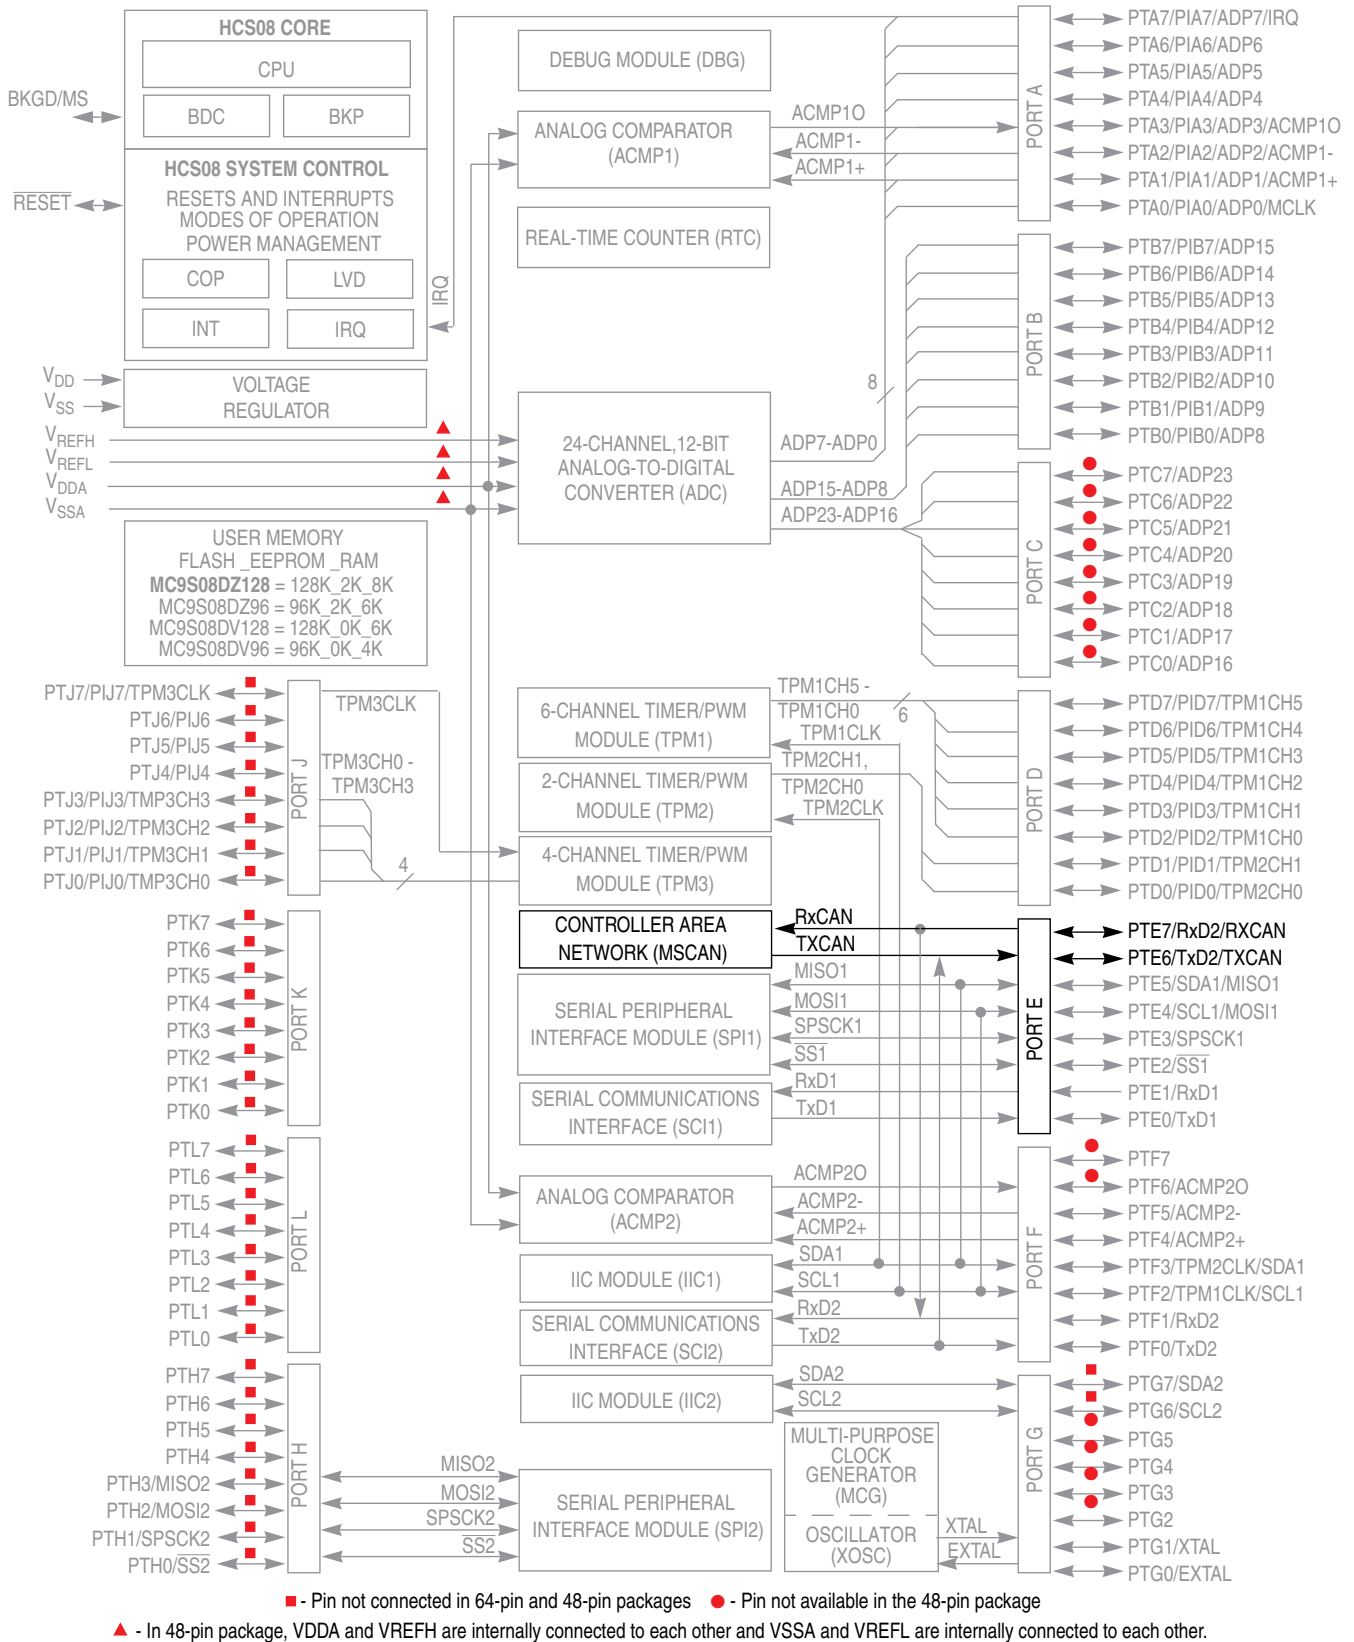 HCS08 CORE
CPU
BDC
BKP
BKGD/MS
HCS08 SYSTEM CONTROL
RESETS AND INTERRUPTS
MODES OF OPERATION
POWER MANAGEMENT
COP
LVD
INT
IRQ
RESET
IRQ
VDD
VSS
VOLTAGE
REGULATOR
VREFH
VREFL
VDDA
VSSA
USER MEMORY
FLASH _EEPROM _RAM
MC9S08DZ128 = 128K_2K_8K
MC9S08DZ96 = 96K_2K_6K
MC9S08DV128 = 128K_0K_6K
MC9S08DV96 = 96K_0K_4K
DEBUG MODULE (DBG)
ANALOG COMPARATOR
(ACMP1)
ACMP1O
ACMP1-
ACMP1+
REAL-TIME COUNTER (RTC)
24-CHANNEL,12-BIT
ANALOG-TO-DIGITAL
CONVERTER (ADC)
8
ADP7-ADP0
ADP15-ADP8
ADP23-ADP16
PORT A
PTA7/PIA7/ADP7/IRQ
PTA6/PIA6/ADP6
PTA5/PIA5/ADP5
PTA4/PIA4/ADP4
PTA3/PIA3/ADP3/ACMP1O
PTA2/PIA2/ADP2/ACMP1-
PTA1/PIA1/ADP1/ACMP1+
PTA0/PIA0/ADP0/MCLK
PORT B
PTB7/PIB7/ADP15
PTB6/PIB6/ADP14
PTB5/PIB5/ADP13
PTB4/PIB4/ADP12
PTB3/PIB3/ADP11
PTB2/PIB2/ADP10
PTB1/PIB1/ADP9
PTB0/PIB0/ADP8
PORT C
PTC7/ADP23
PTC6/ADP22
PTC5/ADP21
PTC4/ADP20
PTC3/ADP19
PTC2/ADP18
PTC1/ADP17
PTC0/ADP16
PTJ7/PIJ7/TPM3CLK
PTJ6/PIJ6
PTJ5/PIJ5
PTJ4/PIJ4
PTJ3/PIJ3/TMP3CH3
PTJ2/PIJ2/TPM3CH2
PTJ1/PIJ1/TPM3CH1
PTJ0/PIJ0/TMP3CH0
PORT J
TPM3CLK
TPM3CH0 -
TPM3CH3
4
6-CHANNEL TIMER/PWM
MODULE (TPM1)
TPM1CH5 -
TPM1CH0
6
TPM1CLK
2-CHANNEL TIMER/PWM
MODULE (TPM2)
TPM2CH1,
TPM2CH0
TPM2CLK
4-CHANNEL TIMER/PWM
MODULE (TPM3)
PORT D
PTD7/PID7/TPM1CH5
PTD6/PID6/TPM1CH4
PTD5/PID5/TPM1CH3
PTD4/PID4/TPM1CH2
PTD3/PID3/TPM1CH1
PTD2/PID2/TPM1CH0
PTD1/PID1/TPM2CH1
PTD0/PID0/TPM2CH0
PTK7
PTK6
PTK5
PTK4
PTK3
PTK2
PTK1
PTK0
PORT K
CONTROLLER AREA
NETWORK (MSCAN)
RxCAN
TXCAN
SERIAL PERIPHERAL
INTERFACE MODULE (SPI1)
MISO1
MOSI1
SPSCK1
SS1
SERIAL COMMUNICATIONS
INTERFACE (SCI1)
RxD1
TxD1
PORT E
PTE7/RxD2/RXCAN
PTE6/TxD2/TXCAN
PTE5/SDA1/MISO1
PTE4/SCL1/MOSI1
PTE3/SPSCK1
PTE2/SS1
PTE1/RxD1
PTE0/TxD1
PTL7
PTL6
PTL5
PTL4
PTL3
PTL2
PTL1
PTL0
PORT L
ANALOG COMPARATOR
(ACMP2)
ACMP2O
ACMP2-
ACMP2+
IIC MODULE (IIC1)
SDA1
SCL1
SERIAL COMMUNICATIONS
INTERFACE (SCI2)
RxD2
TxD2
PORT F
PTF7
PTF6/ACMP2O
PTF5/ACMP2-
PTF4/ACMP2+
PTF3/TPM2CLK/SDA1
PTF2/TPM1CLK/SCL1
PTF1/RxD2
PTF0/TxD2
PTH7
PTH6
PTH5
PTH4
PTH3/MISO2
PTH2/MOSI2
PTH1/SPSCK2
PTH0/SS2
PORT H
MISO2
MOSI2
SPSCK2
SS2
IIC MODULE (IIC2)
SDA2
SCL2
SERIAL PERIPHERAL
INTERFACE MODULE (SPI2)
MULTI-PURPOSE
CLOCK
GENERATOR
(MCG)
OSCILLATOR
(XOSC)
XTAL
EXTAL
PORT G
PTG7/SDA2
PTG6/SCL2
PTG5
PTG4
PTG3
PTG2
PTG1/XTAL
PTG0/EXTAL
- Pin not connected in 64-pin and 48-pin packages
- Pin not available in the 48-pin package
- In 48-pin package, VDDA and VREFH are internally connected to each other and VSSA and VREFL are internally connected to each other.